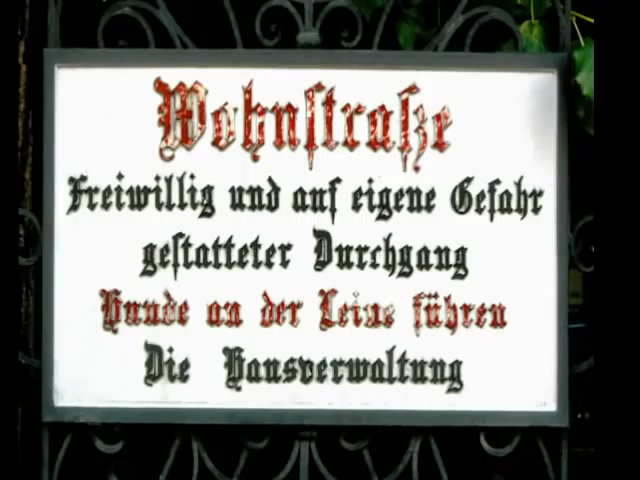 Wohnstraße
Freiwillig und auf eigene Gefahr
gestatteter Durchgang
Hunde an der Leine führen
Die Hausverwaltung